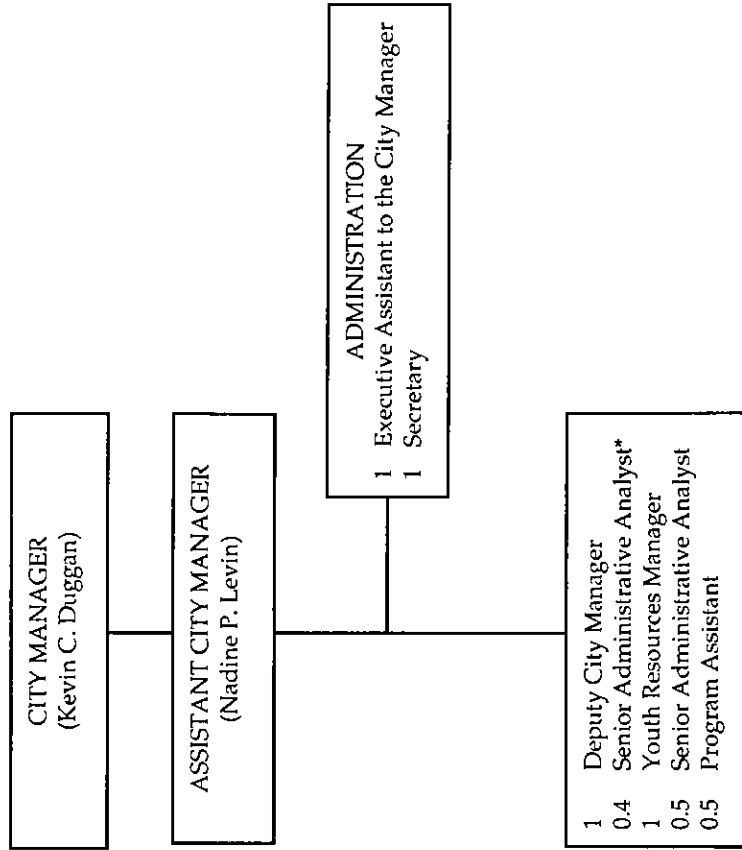 CITY MANAGER
(Kevin C. Duggan)
ASSISTANT CITY MANAGER
(Nadine P. Levin)
ADMINISTRATION
1 Executive Assistant to the City Manager
1 Secretary
1 Deputy City Manager
0.4 Senior Administrative Analyst*
1 Youth Resources Manager
0.5 Senior Administrative Analyst
0.5 Program Assistant